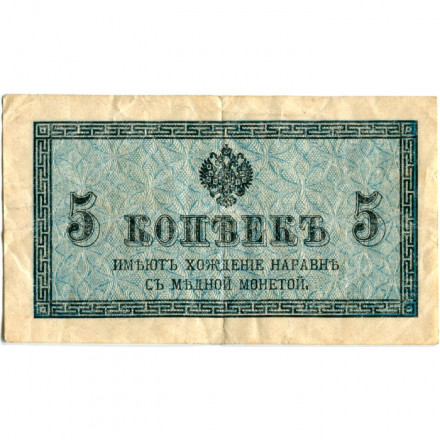 5 КОПѢЕКЪ 5
ИМѢЮТЪ ХОЖДЕНІЕ НАРАВНѢ
СЪ МѢДНОЙ МОНЕТОЙ.